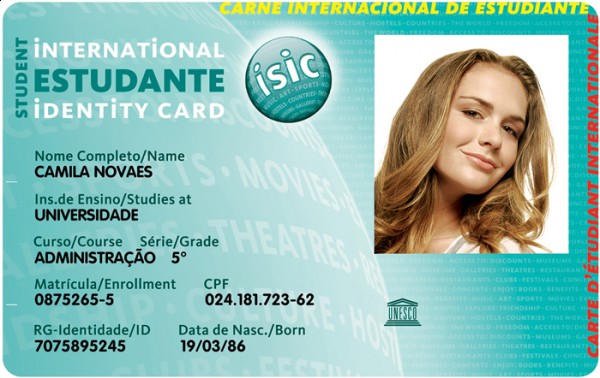 CARNE INTERNACIONAL DE ESTUDIANTE
STUDENT
INTERNATIONAL
ESTUDANTE
IDENTITY CARD
isic
Nome Completo/Name
CAMILA NOVAES
Ins.de Ensino/Studies at
UNIVERSIDADE
Curso/Course Série/Grade
ADMINISTRAÇÃO 5º
Matrícula/Enrollment CPF
0875265-5 024.181.723-62
RG-Identidade/ID Data de Nasc./Born
7075895245 19/03/86
UNESCO
CARTE D'ÉTUDIANT INTERNATIONALE